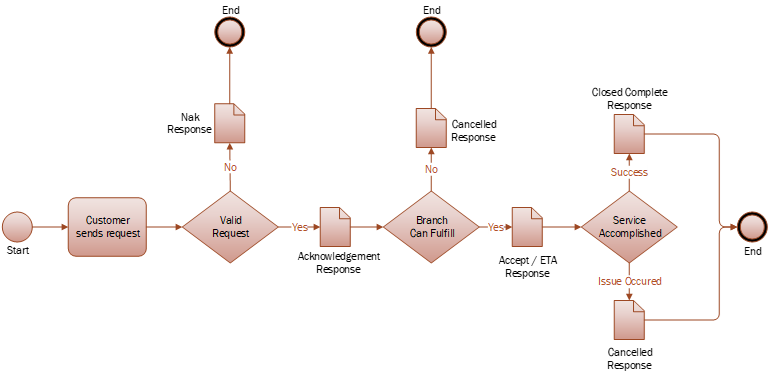 End
End
Nak
Response
Cancelled
Response
Closed Complete
Response
No
No
Success
Start
Customer
sends request
Valid
Request
Yes
Acknowledgement
Response
Branch
Can Fulfill
Yes
Accept / ETA
Response
Service
Accomplished
End
Issue Occured
Cancelled
Response